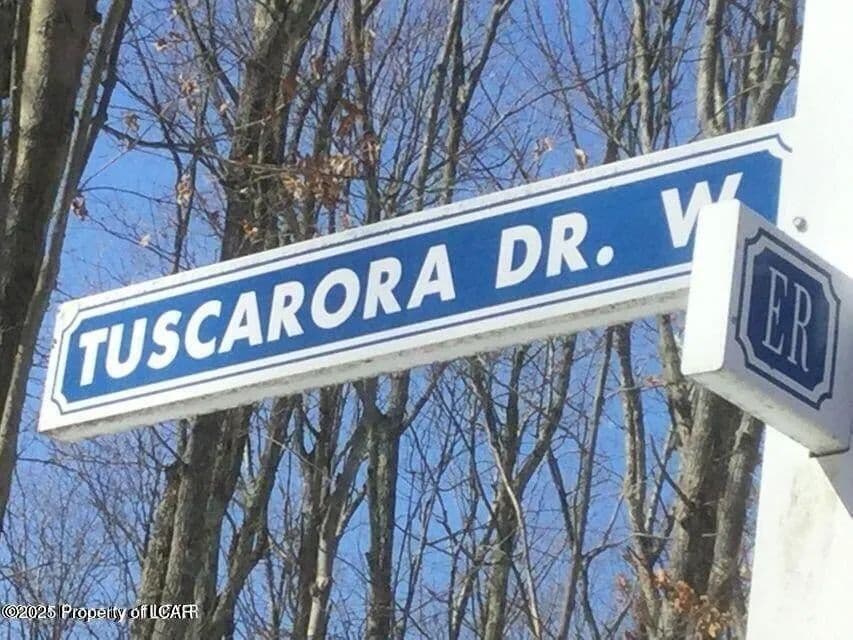 TUSCARORA DR. W
ER
©2025 Property of LCAR